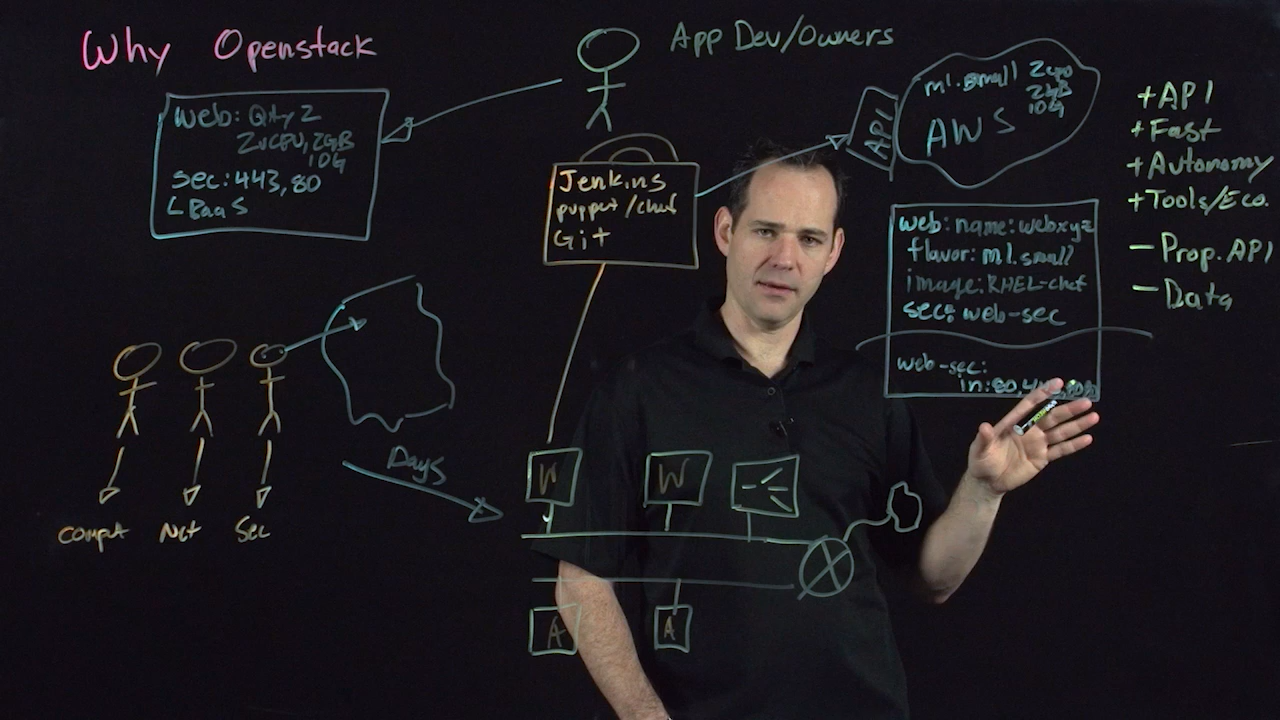 Why Openstack
App Dev/Owners
web: Qty 2
2vCPU, 2GB
10G
sec: 443, 80
LBaaS
Jenkins
puppet/chef
Git
API
m1.small 2cpu
2GB
10G
AWS
+ API
+ Fast
+ Autonomy
+ Tools/Eco.
- Prop. API
- Data
web: name: webxyz
flavor: m1.small
image: RHEL-chef
sec: web-sec
web-sec:
in: 80,
Days
comput Net Sec
W W
A A